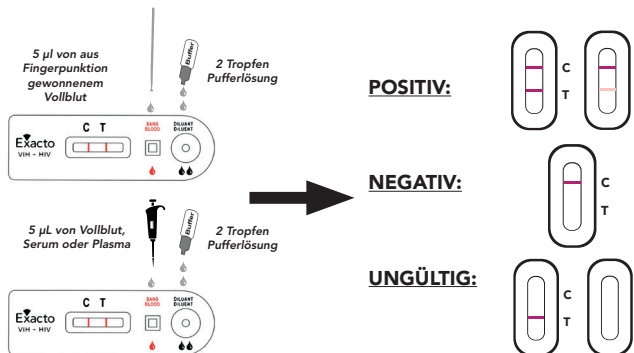 5 µl von aus
Fingerpunktion
gewonnenem
Vollblut
Buffer
2 Tropfen
Pufferlösung
C T
SANG
BLOOD
DILUANT
DILUENT
Exacto
VIH - HIV
5 µL von Vollblut,
Serum oder Plasma
Buffer
2 Tropfen
Pufferlösung
C T
SANG
BLOOD
DILUANT
DILUENT
Exacto
VIH - HIV
POSITIV:
C
T
NEGATIV:
C
T
UNGÜLTIG:
C
T